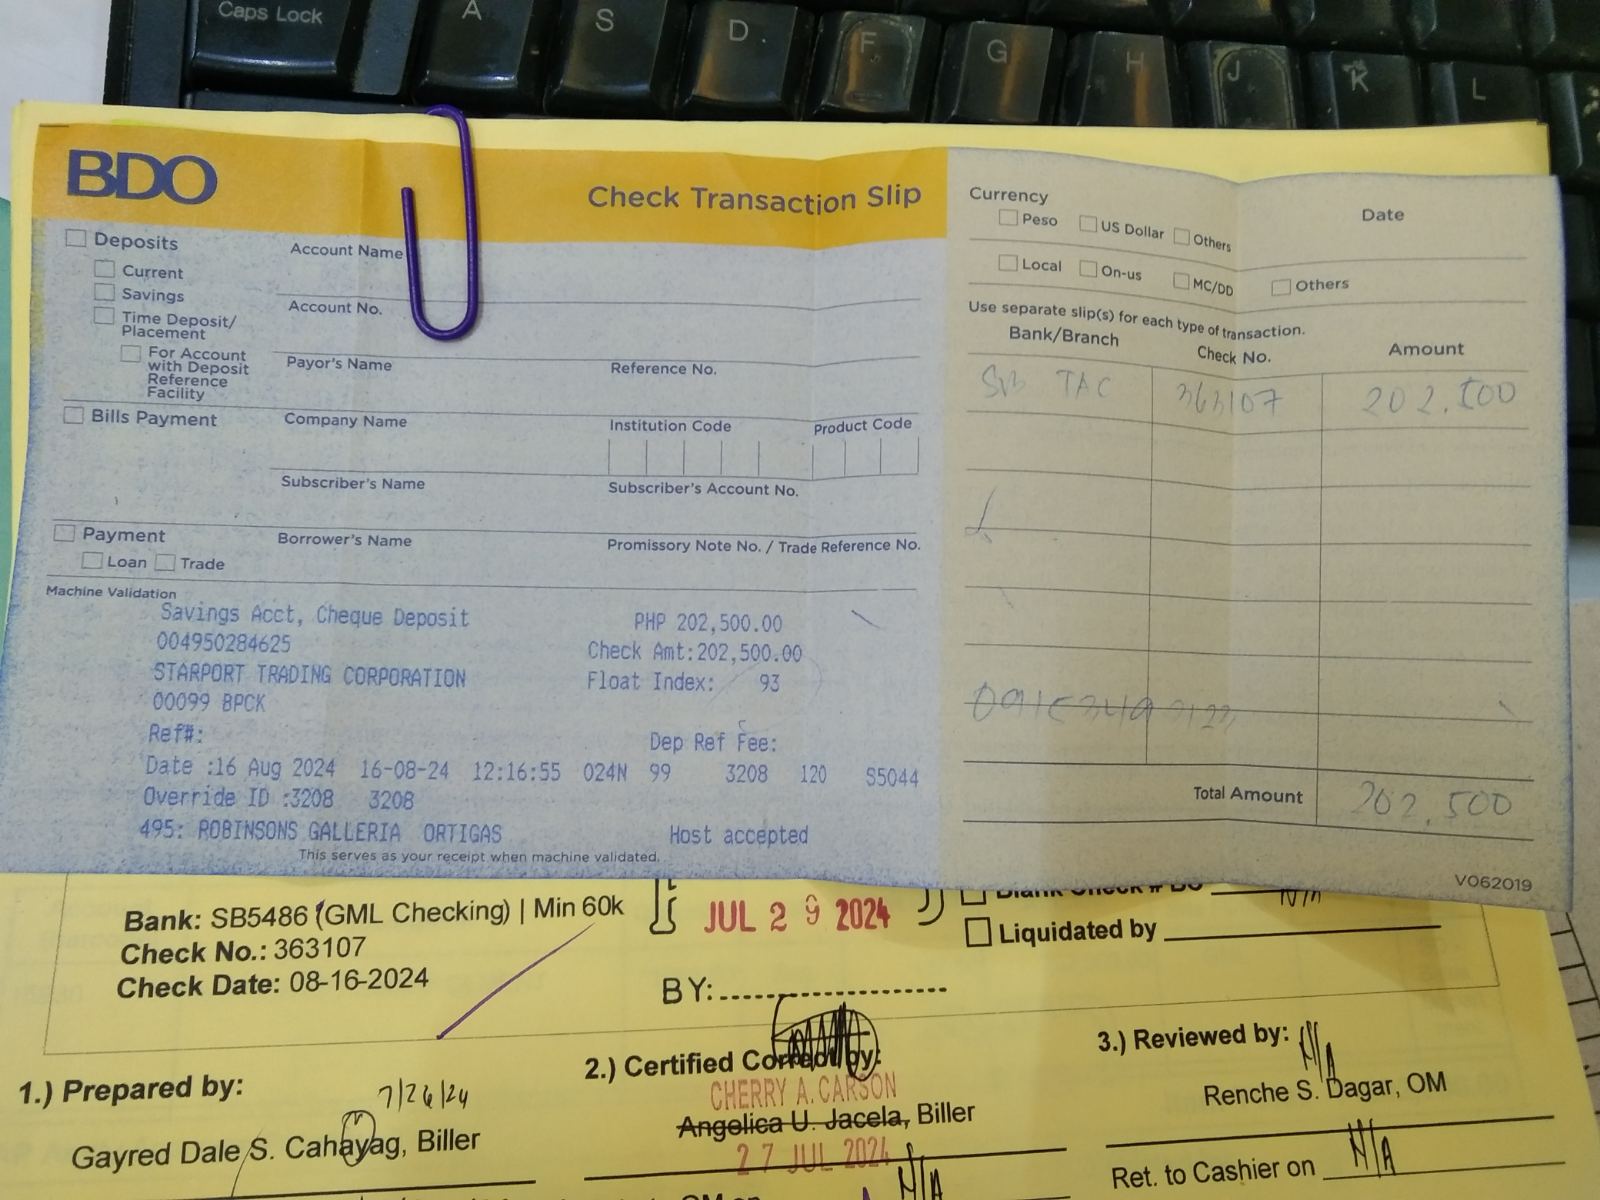 Caps Lock A S D F G H J K L
BDO
Check Transaction Slip
Deposits
Current
Savings
Time Deposit/
Placement
For Account
with Deposit
Reference
Facility
Account Name
Account No.
Payor's Name Reference No.
Bills Payment
Company Name Institution Code Product Code
Subscriber's Name Subscriber's Account No.
Payment
Loan Trade
Borrower's Name Promissory Note No. / Trade Reference No.
Machine Validation
Savings Acct, Cheque Deposit PHP 202,500.00
004950284625 Check Amt:202,500.00
STARPORT TRADING CORPORATION Float Index: 93
00099 BPCK
Ref#: Dep Ref Fee:
Date :16 Aug 2024 16-08-24 12:16:55 024N 99 3208 120 S5044
Override ID :3208 3208
495: ROBINSONS GALLERIA ORTIGAS Host accepted
This serves as your receipt when machine validated.
Currency Date
Peso US Dollar Others
Local On-us MC/DD Others
Use separate slip(s) for each type of transaction.
Bank/Branch Check No. Amount
SB TAC 363107 202,500
Total Amount 202,500
V062019
Bank: SB5486 (GML Checking) | Min 60k
Check No.: 363107
Check Date: 08-16-2024
JUL 29 2024
BY:
Blank Check # BO N/A
Liquidated by
1.) Prepared by:
7/26/24
Gayred Dale S. Cahayag, Biller
2.) Certified Correct by:
CHERRY A. CARSON
Angelica U. Jacela, Biller
27 JUL 2024
OM on N/A
3.) Reviewed by: N/A
Renche S. Dagar, OM
Ret. to Cashier on N/A